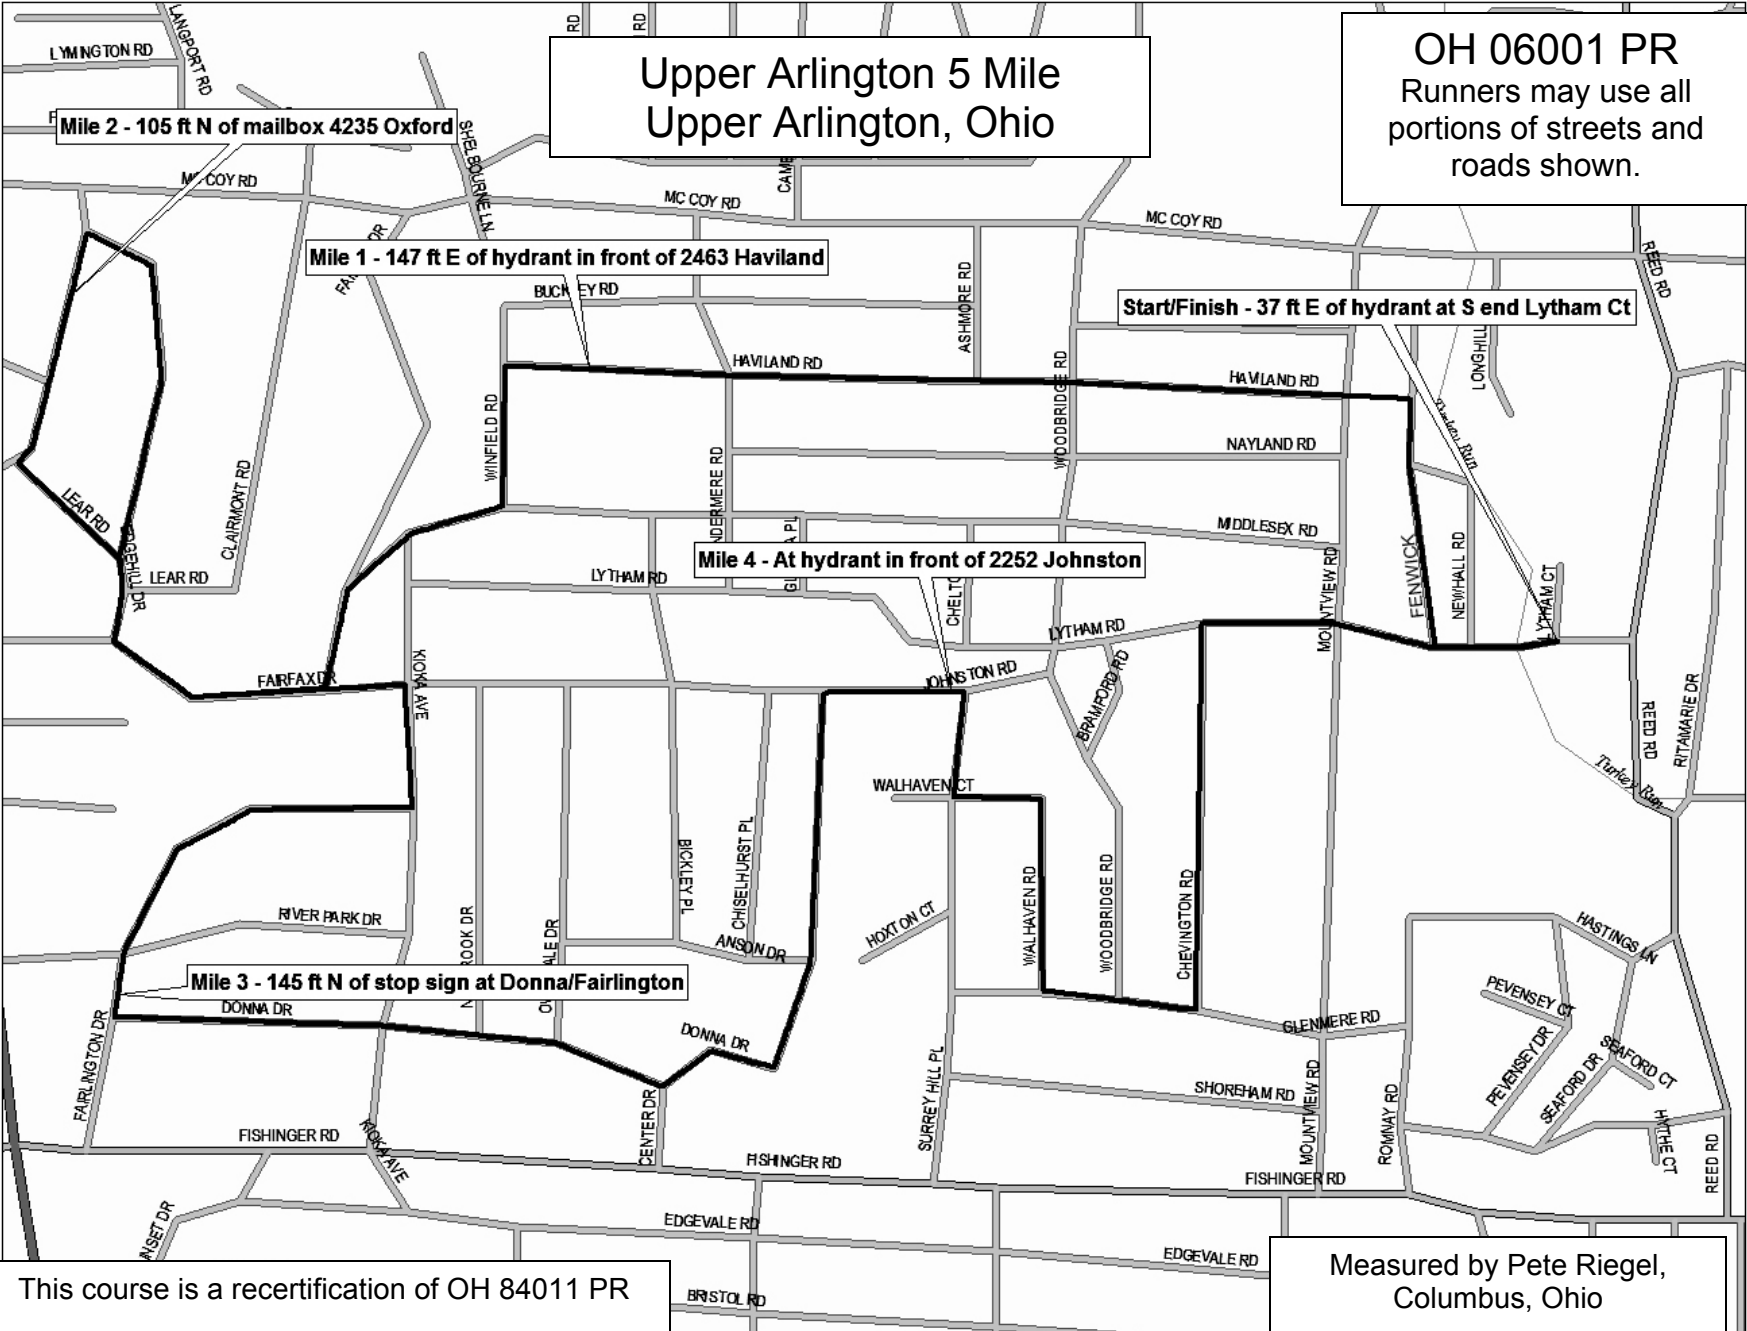 LANGPORT RD
LYMINGTON RD
RD
RD
Upper Arlington 5 Mile
Upper Arlington, Ohio
OH 06001 PR
Runners may use all
portions of streets and
roads shown.
Mile 2 - 105 ft N of mailbox 4235 Oxford
SHELBOURNE LN
MC COY RD
MC COY RD
MC COY RD
DR
REED RD
Mile 1 - 147 ft E of hydrant in front of 2463 Haviland
BUCKLEY RD
ASHMORE RD
Start/Finish - 37 ft E of hydrant at S end Lytham Ct
HAVILAND RD
HAVILAND RD
WOODBRIDGE RD
WINFIELD RD
NAYLAND RD
Turkey Run
LEAR RD
CLAIRMONT RD
MIDDLESEX RD
Mile 4 - At hydrant in front of 2252 Johnston
LEAR RD
LYTHAM RD
FENWICK
NEWHALL RD
LYTHAM CT
MOUNTVIEW RD
LYTHAM RD
JOHNSTON RD
BRAMFORD RD
FAIRFAX DR
KIOKA AVE
REED RD
RITAMARIE DR
Turkey Run
WALHAVEN CT
BICKLEY PL
CHISELHURST PL
WALHAVEN RD
WOODBRIDGE RD
CHEVINGTON RD
HOXTON CT
RIVER PARK DR
ANSON DR
HASTINGS LN
Mile 3 - 145 ft N of stop sign at Donna/Fairlington
DONNA DR
DONNA DR
PEVENSEY CT
GLENMERE RD
PEVENSEY DR
SEAFORD DR
SEAFORD CT
FAIRLINGTON DR
SHOREHAM RD
SURREY HILL PL
MOUNTVIEW RD
ROMNAY RD
HYTHE CT
REED RD
CENTER DR
FISHINGER RD
KIOKA AVE
FISHINGER RD
FISHINGER RD
EDGEVALE RD
EDGEVALE RD
BRISTOL RD
This course is a recertification of OH 84011 PR
Measured by Pete Riegel,
Columbus, Ohio